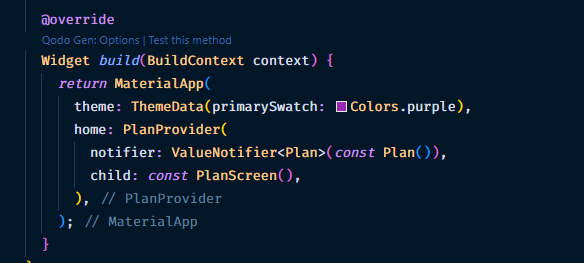 @override
Qodo Gen: Options | Test this method
Widget build(BuildContext context) {
return MaterialApp(
theme: ThemeData(primarySwatch: Colors.purple),
home: PlanProvider(
notifier: ValueNotifier<Plan>(const Plan()),
child: const PlanScreen(),
), // PlanProvider
); // MaterialApp
}